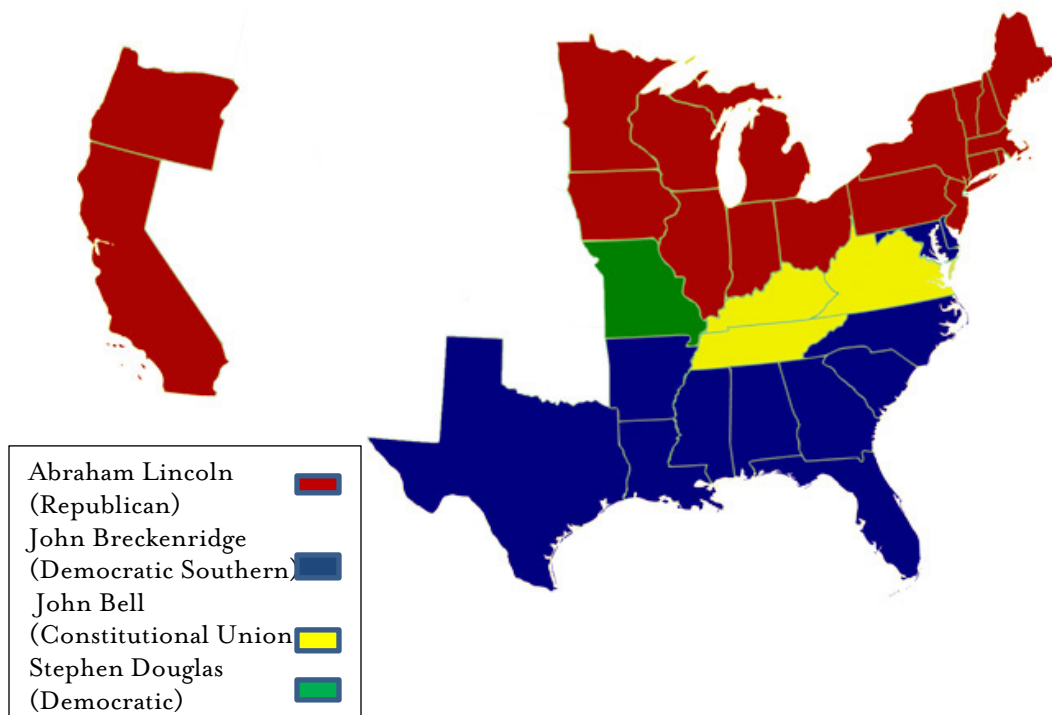 Abraham Lincoln
(Republican)
John Breckenridge
(Democratic Southern)
John Bell
(Constitutional Union
Stephen Douglas
(Democratic)